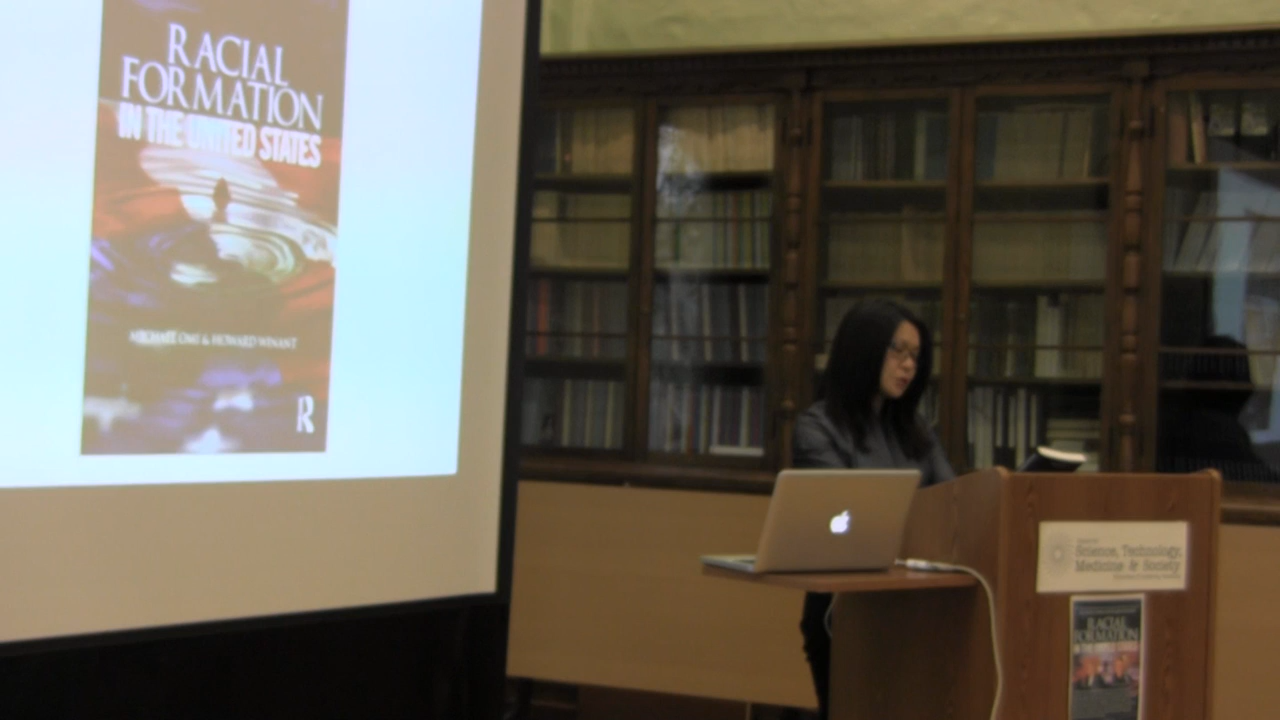 RACIAL
FORMATION
IN THE UNITED STATES
MICHAEL OMI & HOWARD WINANT
R
Science, Technology,
Medicine & Society
RACIAL
FORMATION